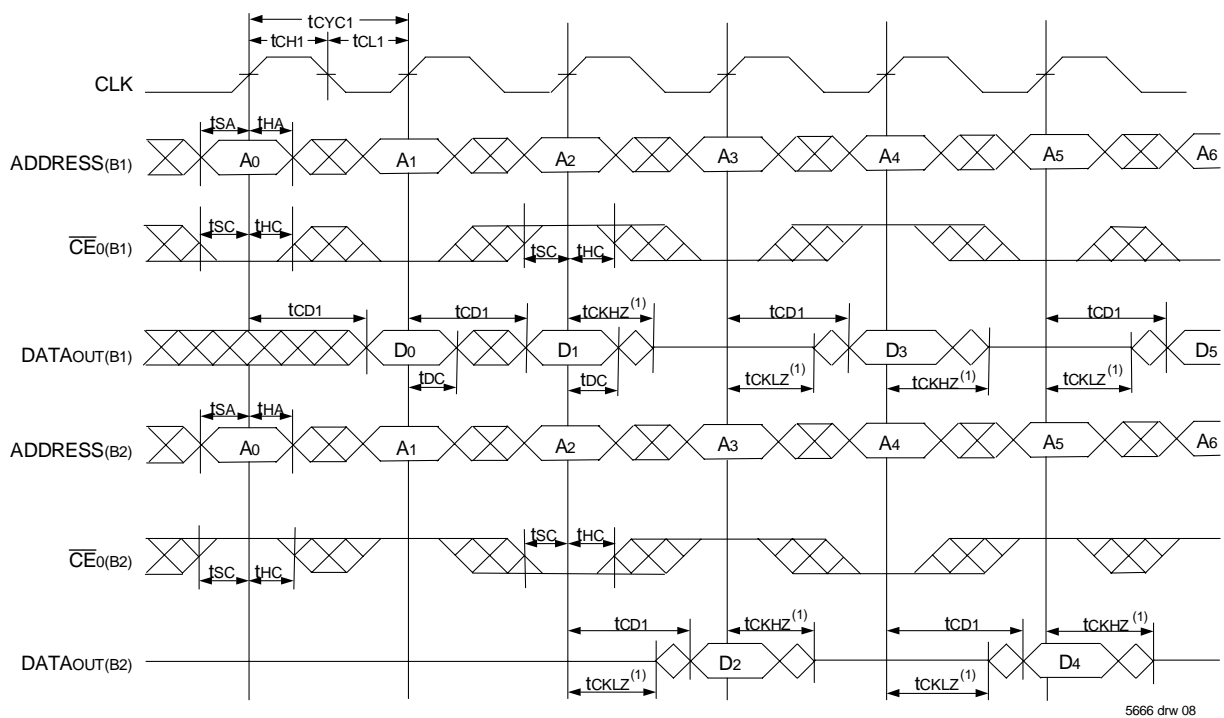 tCYC1
tCH1 tCL1
CLK
tSA tHA
ADDRESS(B1) A0 A1 A2 A3 A4 A5 A6
tSC tHC
CE0(B1) tSC tHC
tCD1 tCD1 tCKHZ(1) tCD1 tCD1
DATAOUT(B1) D0 D1 D3 D5
tDC tDC tCKLZ(1) tCKHZ(1) tCKLZ(1)
tSA tHA
ADDRESS(B2) A0 A1 A2 A3 A4 A5 A6
tSC tHC
CE0(B2)
tSC tHC
tCD1 tCKHZ(1) tCD1 tCKHZ(1)
DATAOUT(B2) D2 D4
tCKLZ(1) tCKLZ(1)
5666 drw 08